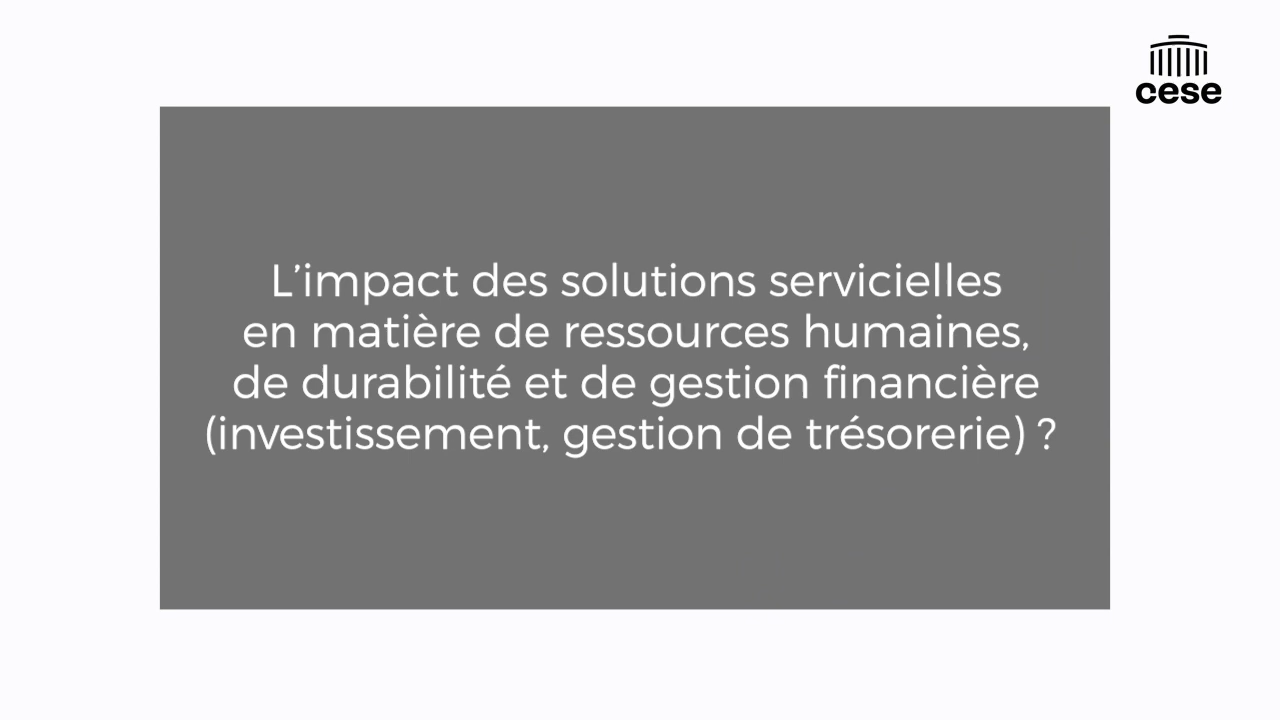 cese
L’impact des solutions servicielles
en matière de ressources humaines,
de durabilité et de gestion financière
(investissement, gestion de trésorerie) ?